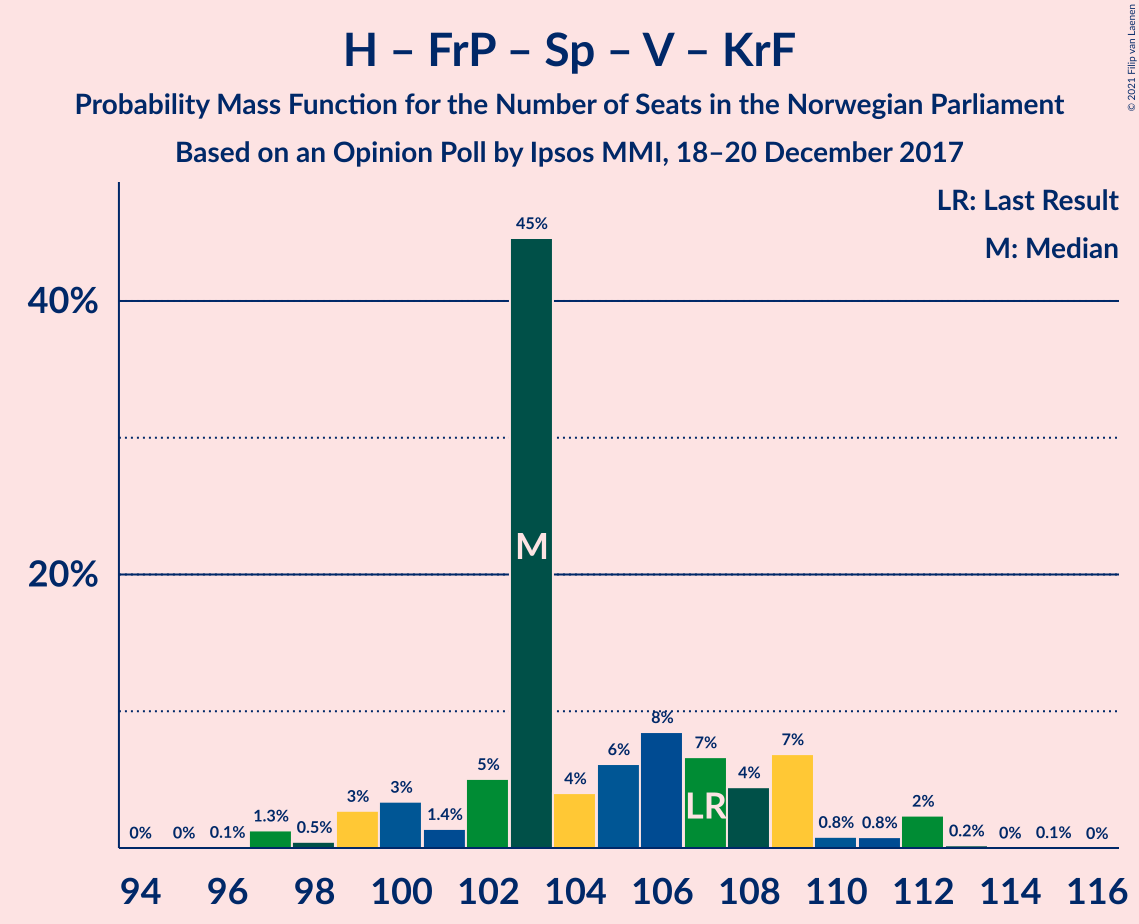 H – FrP – Sp – V – KrF
Probability Mass Function for the Number of Seats in the Norwegian Parliament
Based on an Opinion Poll by Ipsos MMI, 18–20 December 2017
© 2021 Filip van Laenen
LR: Last Result
M: Median
40%
20%
0% 0% 0.1% 1.3% 0.5% 3% 3% 1.4% 5% 45% 4% 6% 8% 7% 4% 7% 0.8% 0.8% 2% 0.2% 0% 0.1% 0%
M
LR
94 96 98 100 102 104 106 108 110 112 114 116